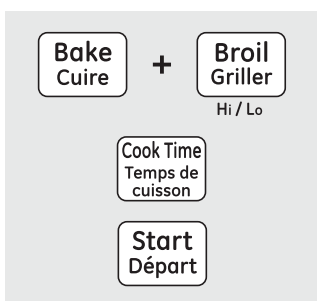 Bake + Broil
Cuire Griller
Hi / Lo
Cook Time
Temps de
cuisson
Start
Départ